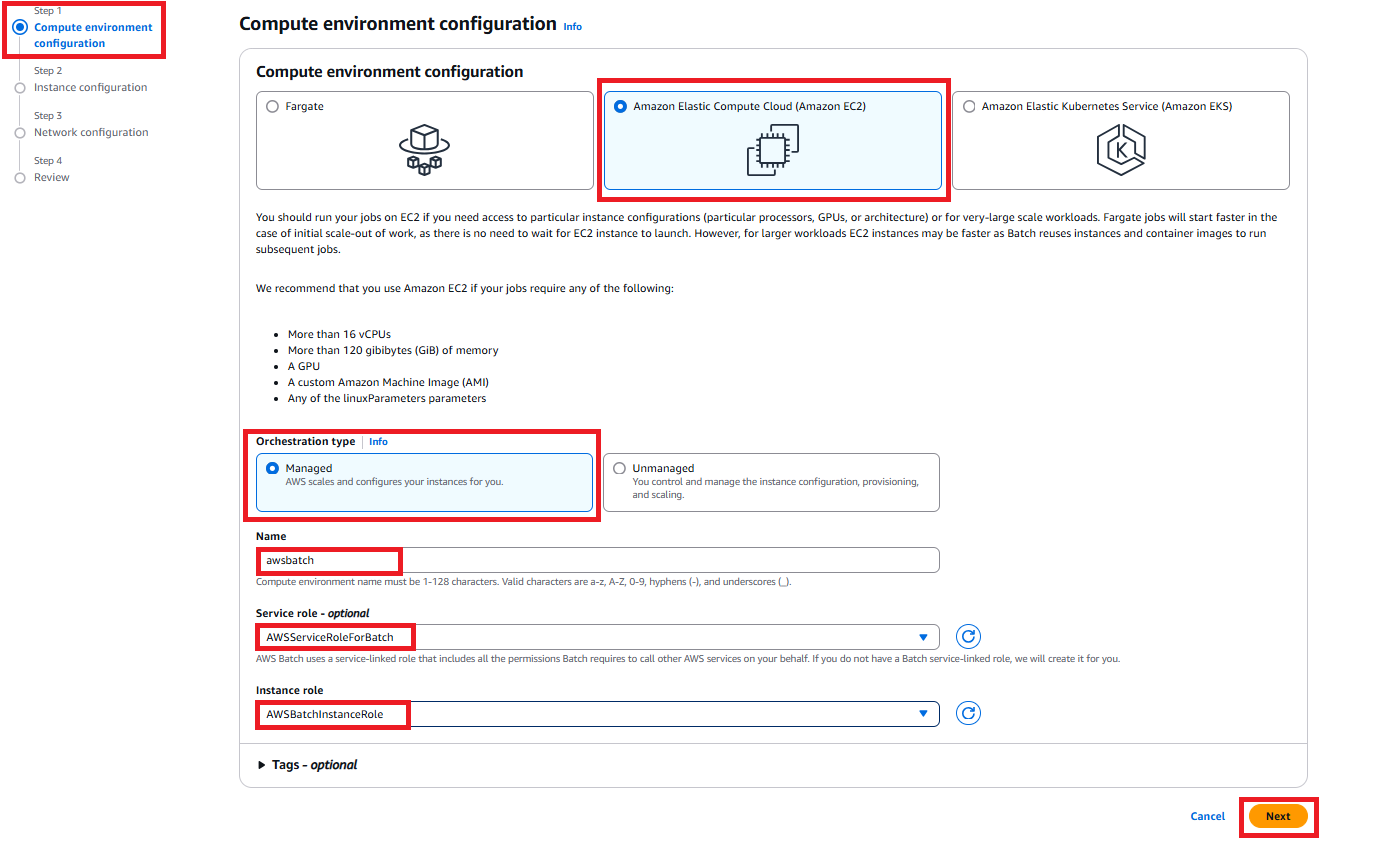 Step 1
Compute environment
configuration
Step 2
Instance configuration
Step 3
Network configuration
Step 4
Review
Compute environment configuration Info
Compute environment configuration
Fargate
Amazon Elastic Compute Cloud (Amazon EC2)
Amazon Elastic Kubernetes Service (Amazon EKS)
K
You should run your jobs on EC2 if you need access to particular instance configurations (particular processors, GPUs, or architecture) or for very-large scale workloads. Fargate jobs will start faster in the
case of initial scale-out of work, as there is no need to wait for EC2 instance to launch. However, for larger workloads EC2 instances may be faster as Batch reuses instances and container images to run
subsequent jobs.
We recommend that you use Amazon EC2 if your jobs require any of the following:
• More than 16 vCPUs
• More than 120 gibibytes (GiB) of memory
• A GPU
• A custom Amazon Machine Image (AMI)
• Any of the linuxParameters parameters
Orchestration type | Info
Managed
AWS scales and configures your instances for you.
Unmanaged
You control and manage the instance configuration, provisioning,
and scaling.
Name
awsbatch
Compute environment name must be 1-128 characters. Valid characters are a-z, A-Z, 0-9, hyphens (-), and underscores (_).
Service role - optional
AWSServiceRoleForBatch
AWS Batch uses a service-linked role that includes all the permissions Batch requires to call other AWS services on your behalf. If you do not have a Batch service-linked role, we will create it for you.
Instance role
AWSBatchInstanceRole
Tags - optional
Cancel
Next